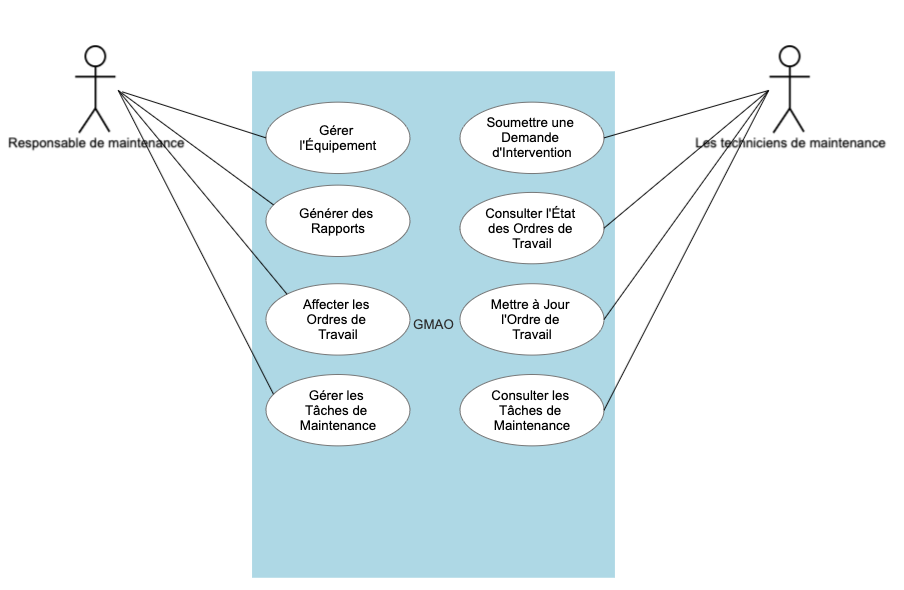 Responsable de maintenance
Les techniciens de maintenance
Gérer
l'Équipement
Soumettre une
Demande
d'Intervention
Générer des
Rapports
Consulter l'État
des Ordres de
Travail
Affecter les
Ordres de
Travail
GMAO
Mettre à Jour
l'Ordre de
Travail
Gérer les
Tâches de
Maintenance
Consulter les
Tâches de
Maintenance